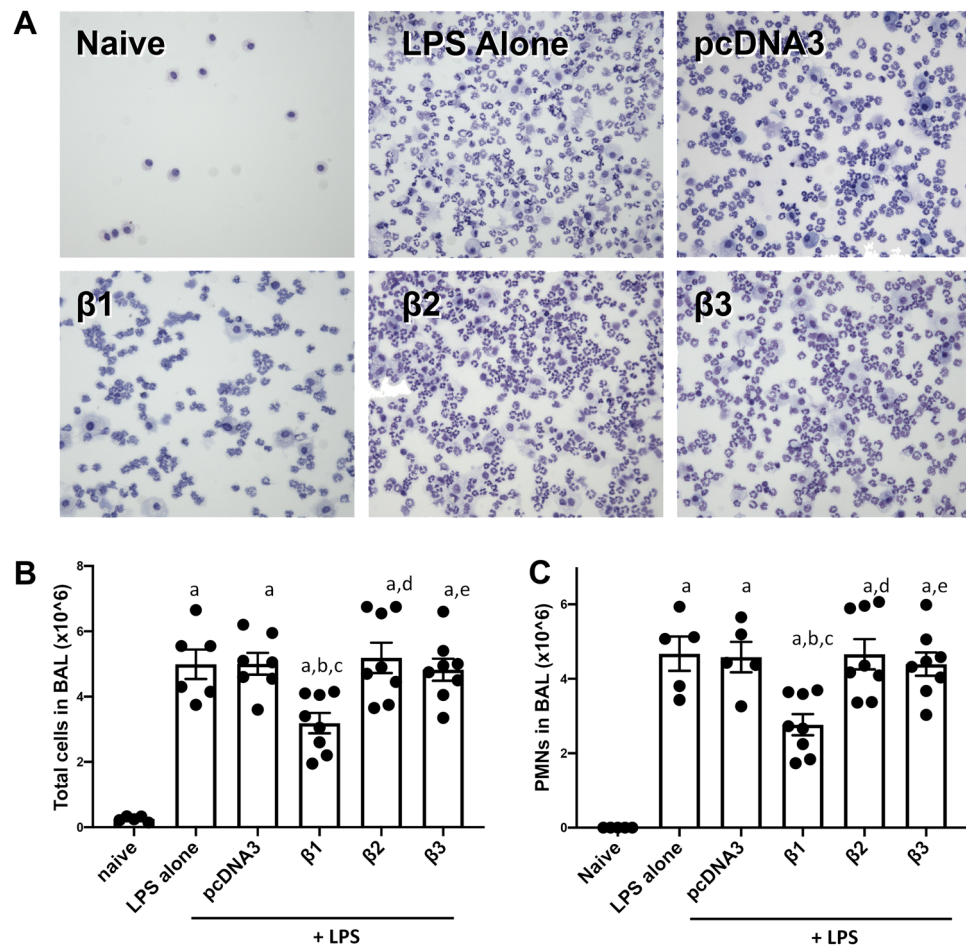 A
Naive
LPS Alone
pcDNA3
β1
β2
β3
B
Total cells in BAL (x10^6)
8
6
4
2
0
a
a
a,b,c
a,d
a,e
naive
LPS alone
pcDNA3
β1
β2
β3
+ LPS
C
PMNs in BAL (x10^6)
6
4
2
0
a
a
a,b,c
a,d
a,e
Naive
LPS alone
pcDNA3
β1
β2
β3
+ LPS